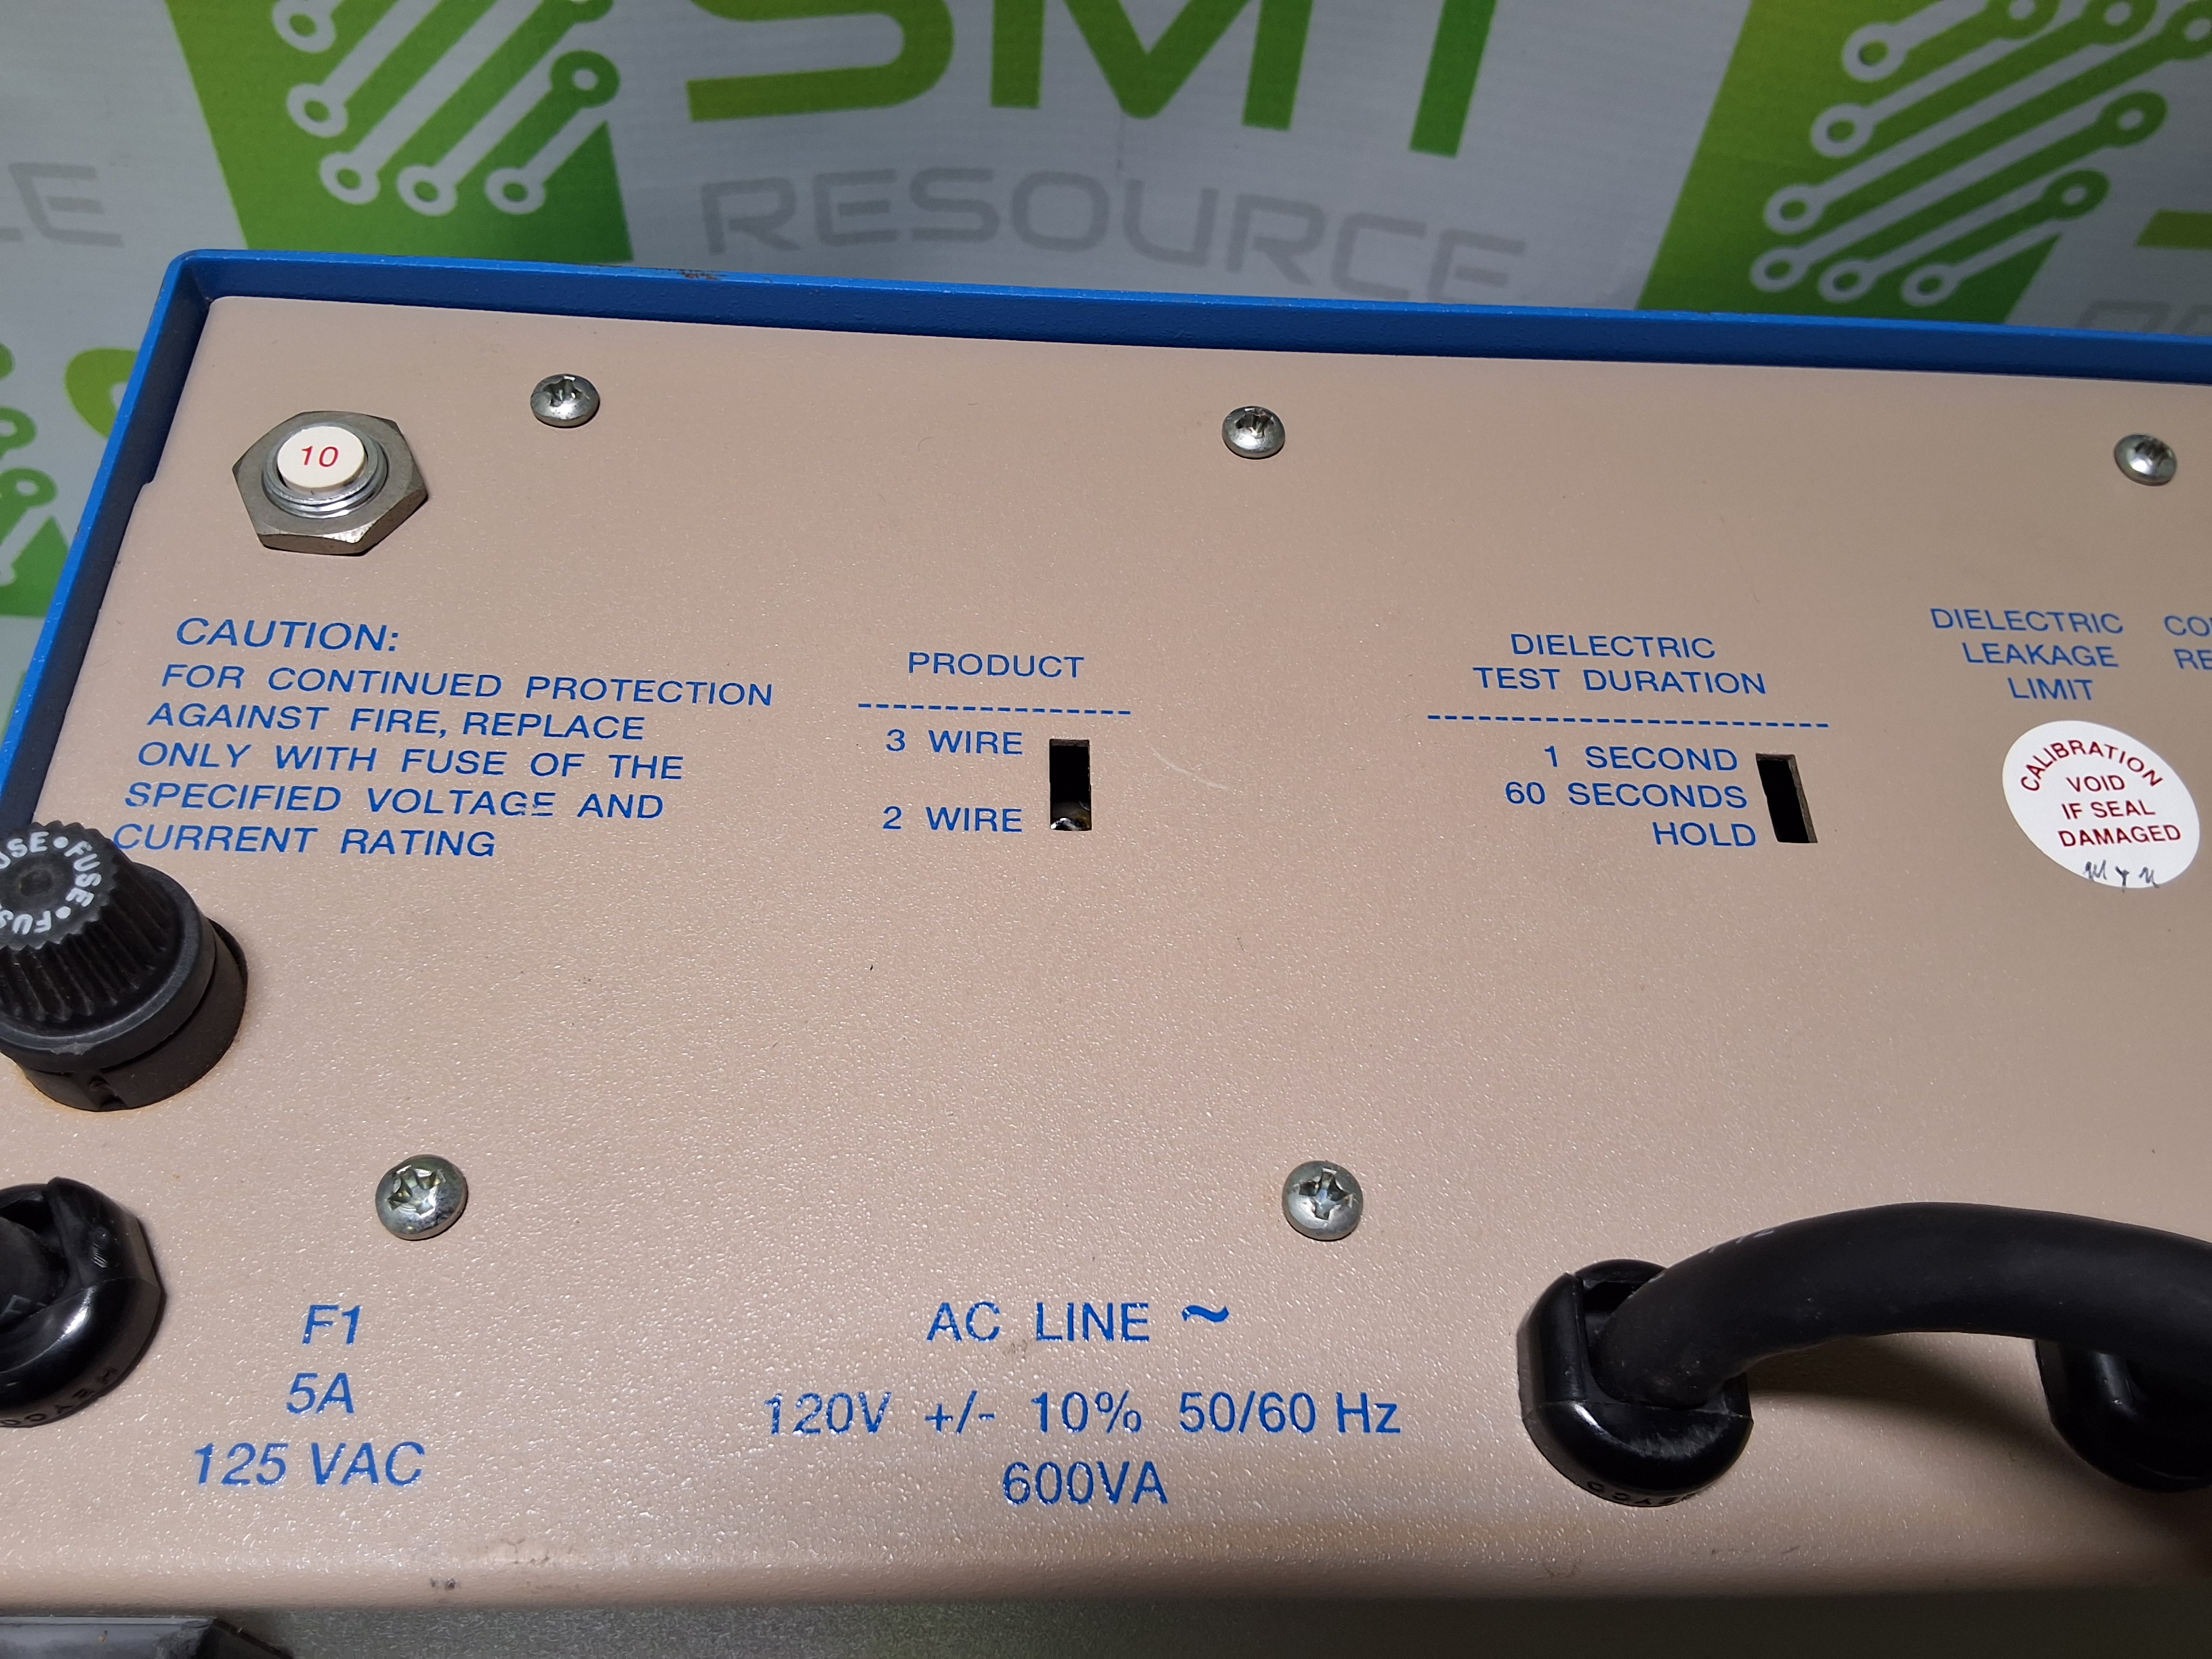 SMT
RESOURCE
10
CAUTION:
FOR CONTINUED PROTECTION
AGAINST FIRE, REPLACE
ONLY WITH FUSE OF THE
SPECIFIED VOLTAGE AND
CURRENT RATING
PRODUCT
----------------
3 WIRE
2 WIRE
DIELECTRIC
TEST DURATION
------------------------
1 SECOND
60 SECONDS
HOLD
DIELECTRIC
LEAKAGE
LIMIT
CALIBRATION
VOID
IF SEAL
DAMAGED
FUSE • FUSE
F1
5A
125 VAC
AC LINE ~
120V +/- 10% 50/60 Hz
600VA